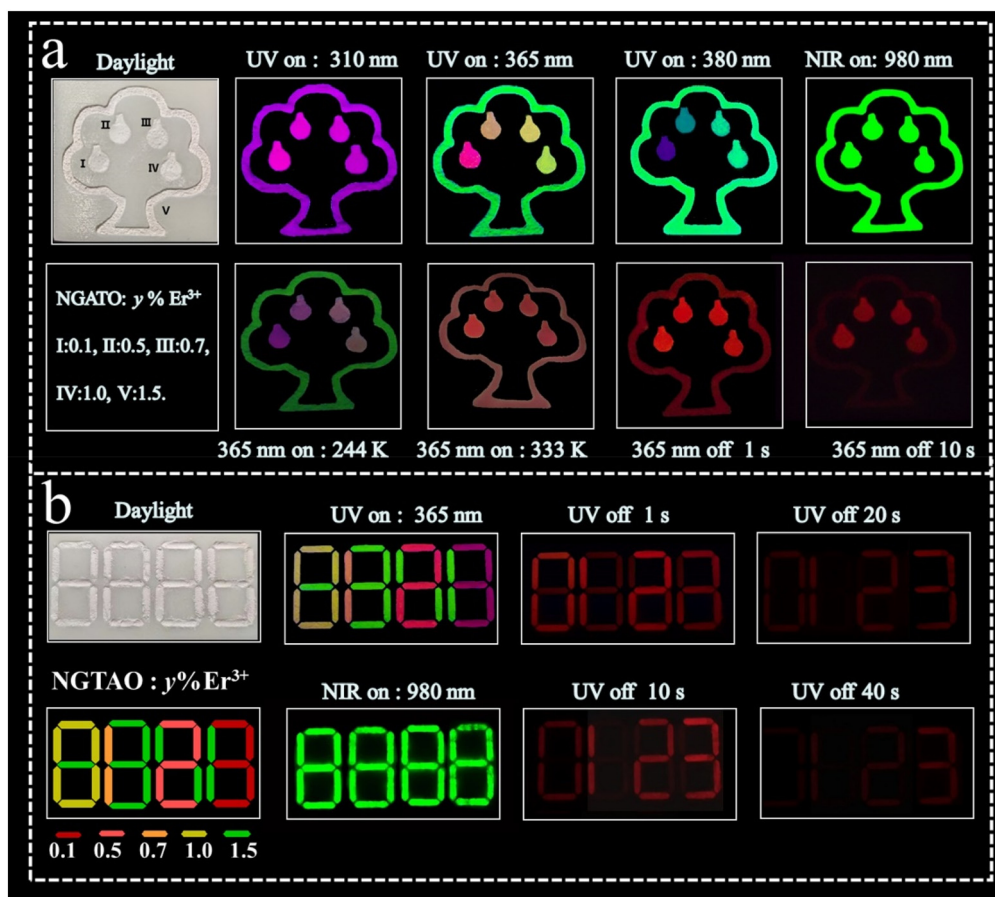 a
Daylight
UV on : 310 nm
UV on : 365 nm
UV on : 380 nm
NIR on: 980 nm
I
II
III
IV
V
NGATO: y % Er³⁺
I:0.1, II:0.5, III:0.7,
IV:1.0, V:1.5.
365 nm on : 244 K
365 nm on : 333 K
365 nm off 1 s
365 nm off 10 s
b
Daylight
UV on : 365 nm
UV off 1 s
UV off 20 s
NGTAO : y%Er³⁺
NIR on : 980 nm
UV off 10 s
UV off 40 s
0.1 0.5 0.7 1.0 1.5